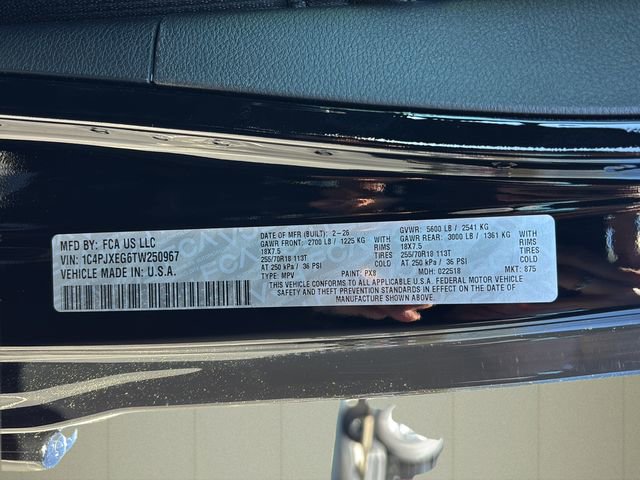 MFD BY: FCA US LLC
VIN: 1C4PJXEG6TW250967
VEHICLE MADE IN U.S.A.
DATE OF MFR (BUILT): 2-26 GVWR: 5600 LB / 2541 KG
GAWR FRONT: 2700 LB / 1225 KG WITH GAWR REAR: 3000 LB / 1361 KG WITH
18X7.5 RIMS 18X7.5 RIMS
255/70R18 113T TIRES 255/70R18 113T TIRES
AT 250 kPa / 36 PSI COLD AT 250 kPa / 36 PSI COLD
TYPE: MPV PAINT: PX8 MDH: 022518 MKT: 875
THIS VEHICLE CONFORMS TO ALL APPLICABLE U.S.A. FEDERAL MOTOR VEHICLE
SAFETY AND THEFT PREVENTION STANDARDS IN EFFECT ON THE DATE OF
MANUFACTURE SHOWN ABOVE.